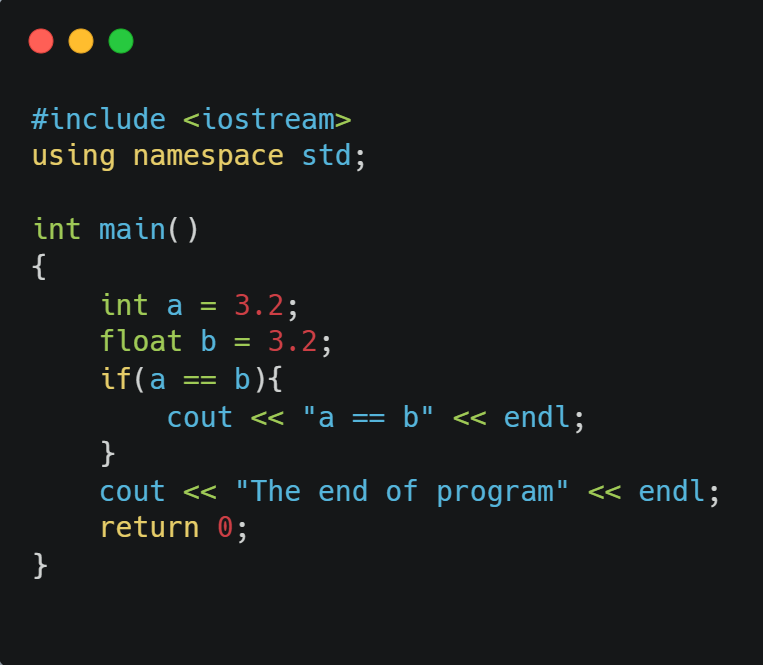 #include <iostream>
using namespace std;

int main()
{
    int a = 3.2;
    float b = 3.2;
    if(a == b){
        cout << "a == b" << endl;
    }
    cout << "The end of program" << endl;
    return 0;
}